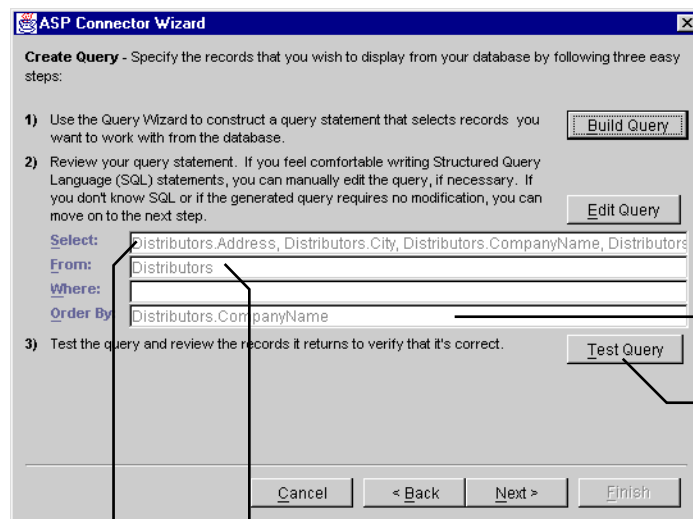 ASP Connector Wizard
Create Query - Specify the records that you wish to display from your database by following three easy
steps:
1) Use the Query Wizard to construct a query statement that selects records you
want to work with from the database.
Build Query
2) Review your query statement. If you feel comfortable writing Structured Query
Language (SQL) statements, you can manually edit the query, if necessary. If
you don't know SQL or if the generated query requires no modification, you can
move on to the next step.
Edit Query
Select: Distributors.Address, Distributors.City, Distributors.CompanyName, Distributors
From: Distributors
Where:
Order By Distributors.CompanyName
3) Test the query and review the records it returns to verify that it's correct.
Test Query
Cancel < Back Next > Finish